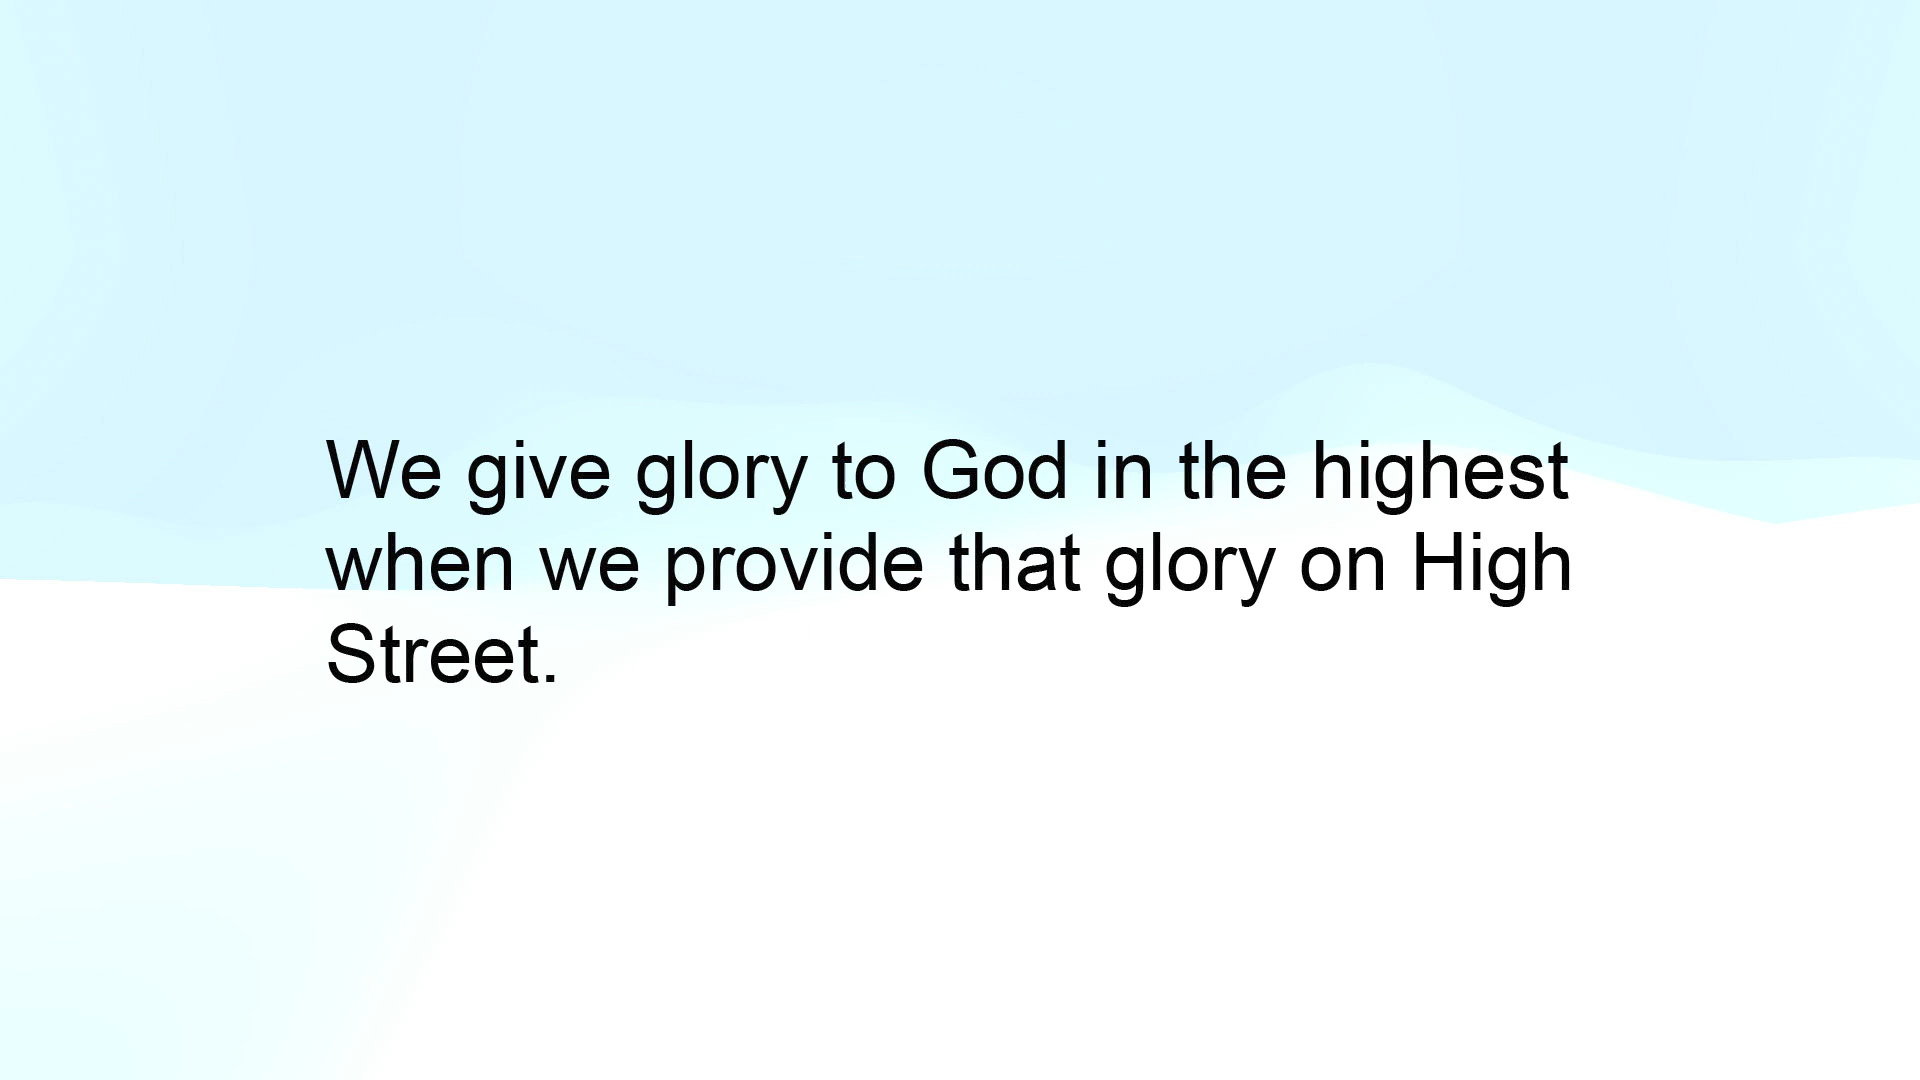 We give glory to God in the highest
when we provide that glory on High
Street.